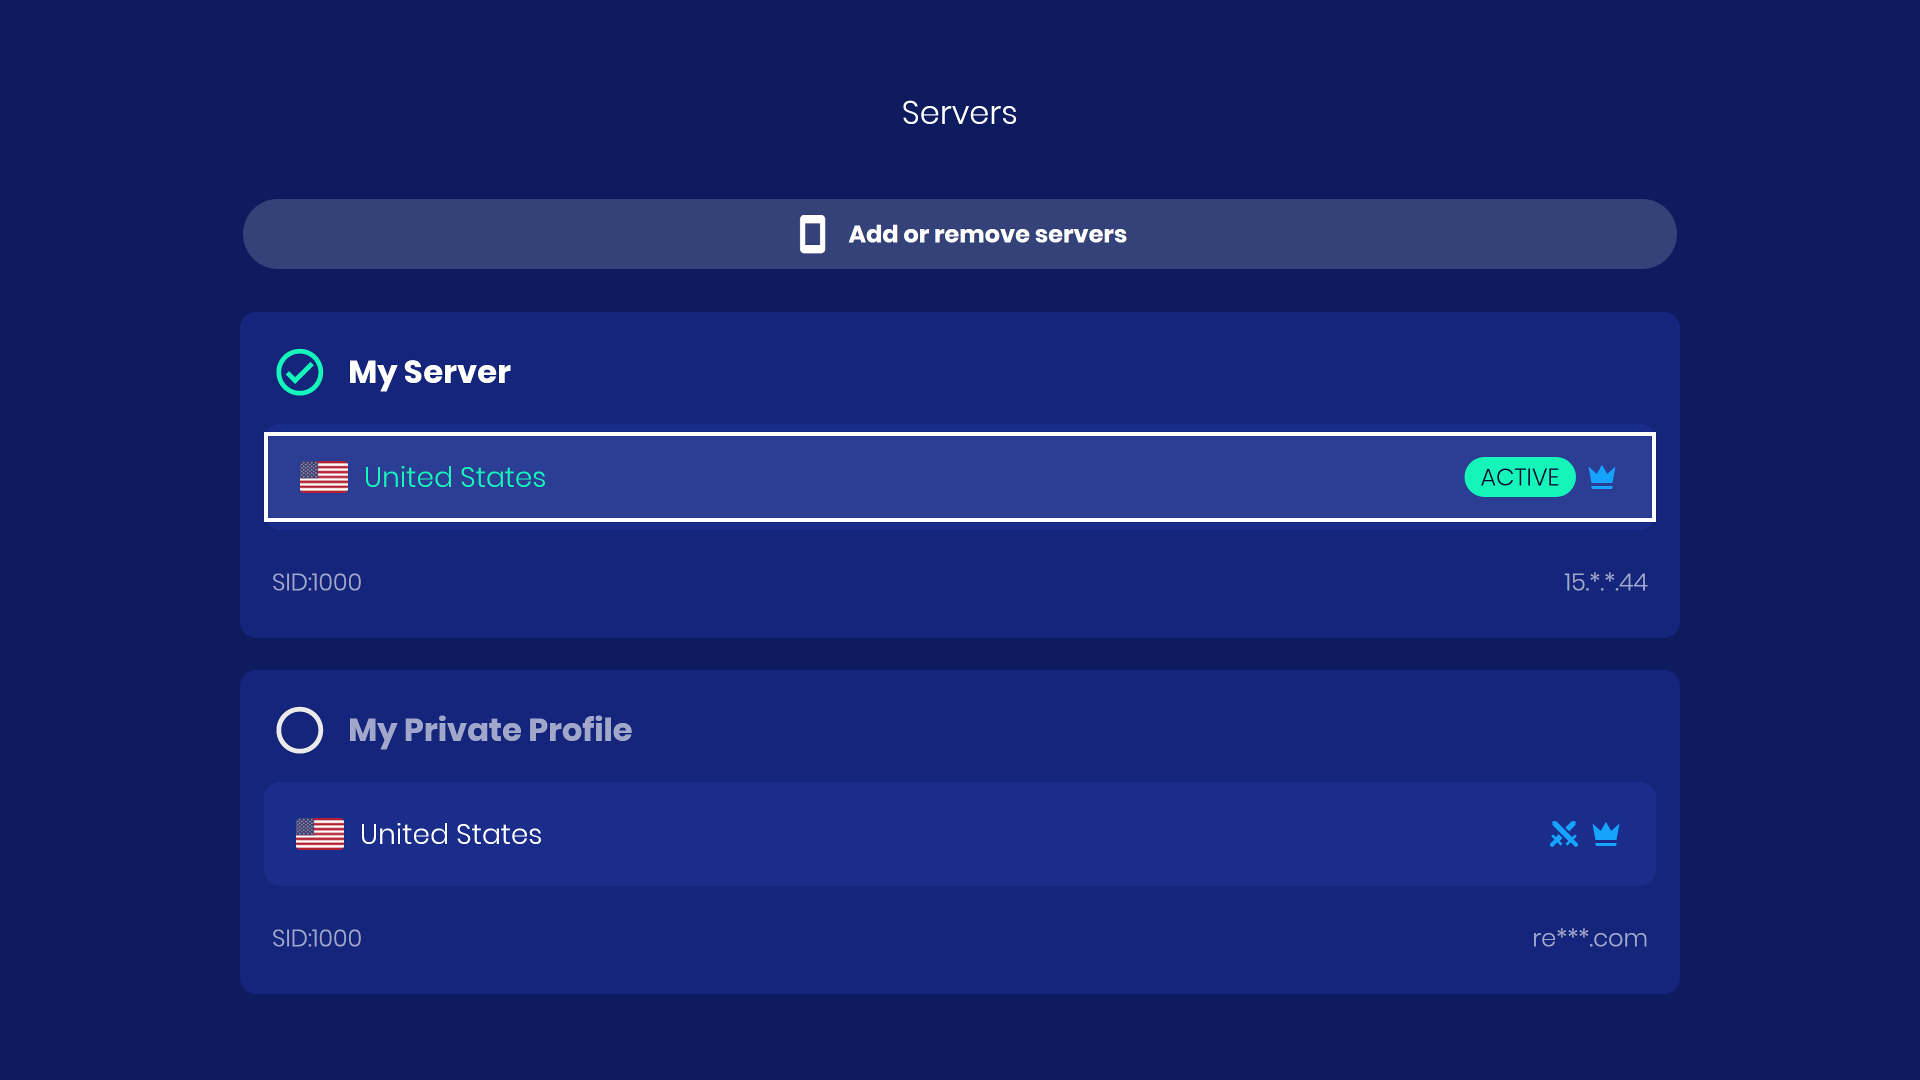 Servers
Add or remove servers
My Server
United States
ACTIVE
SID:1000
15.*.*.44
My Private Profile
United States
SID:1000
re***.com